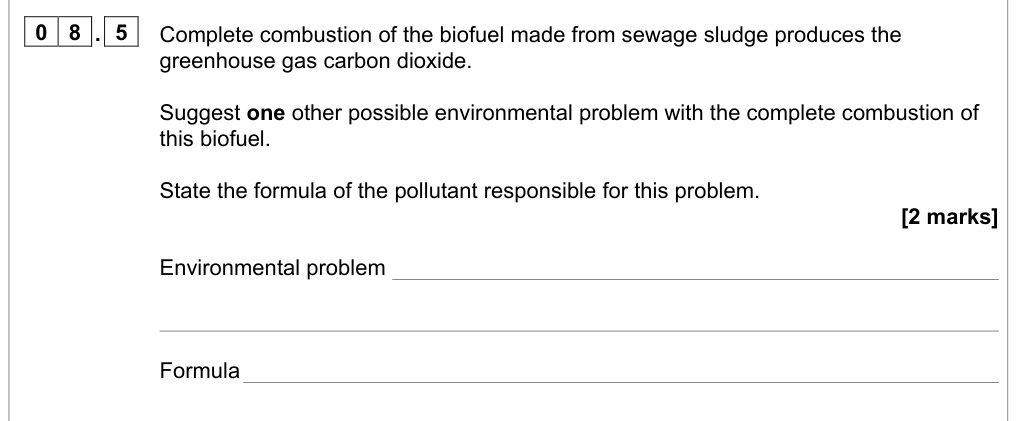 08.5 Complete combustion of the biofuel made from sewage sludge produces the
greenhouse gas carbon dioxide.
Suggest one other possible environmental problem with the complete combustion of
this biofuel.
State the formula of the pollutant responsible for this problem.
[2 marks]
Environmental problem
Formula